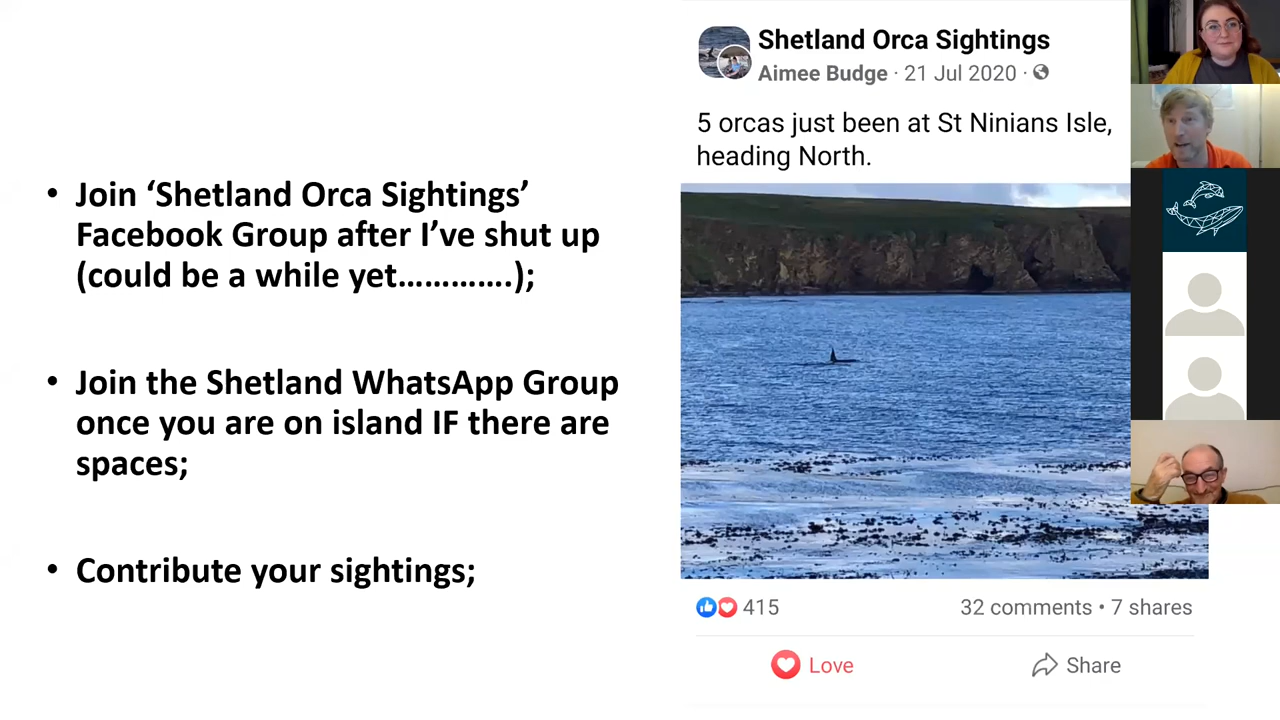 • Join ‘Shetland Orca Sightings’
Facebook Group after I’ve shut up
(could be a while yet………….);
• Join the Shetland WhatsApp Group
once you are on island IF there are
spaces;
• Contribute your sightings;
Shetland Orca Sightings
Aimee Budge · 21 Jul 2020 ·
5 orcas just been at St Ninians Isle,
heading North.
415
32 comments • 7 shares
Love
Share